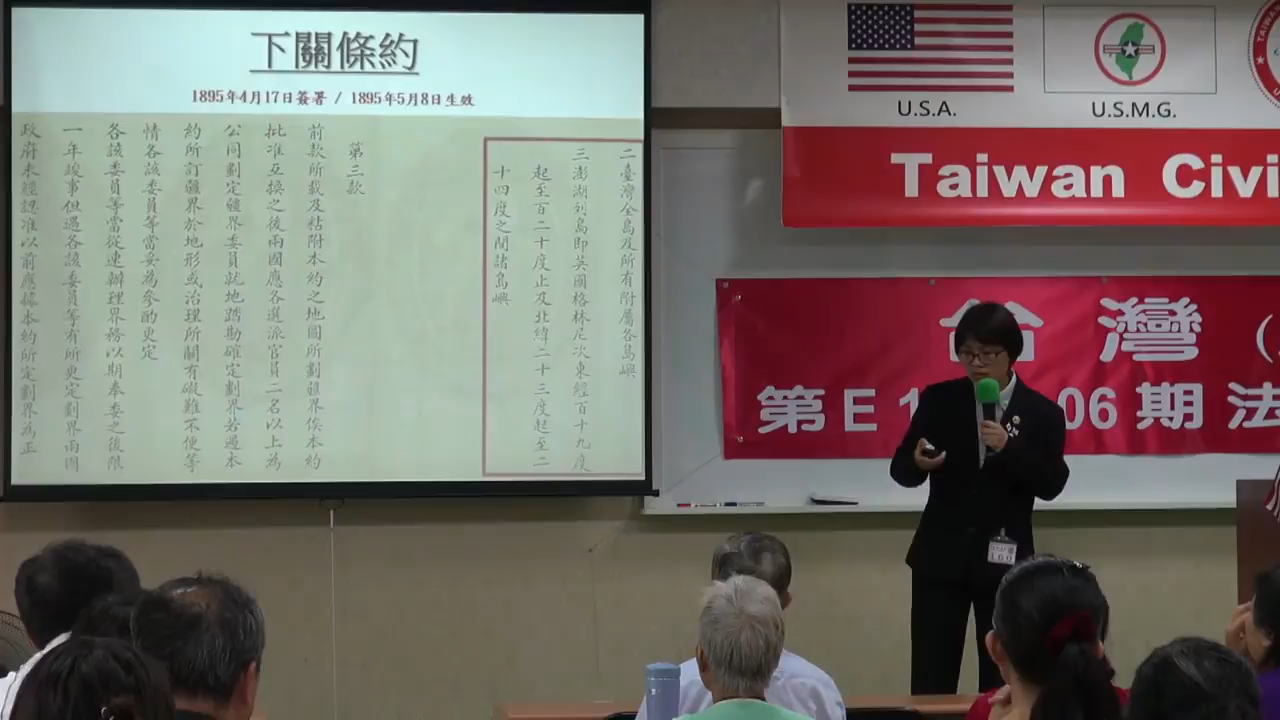 下關條約
1895年4月17日簽署 / 1895年5月8日生效
二臺灣全島及所有附屬各島嶼
三澎湖列島即英國格林尼次東經百十九度
起至百二十度止及北緯二十三度起至二
十四度之間諸島嶼
第三款
前款所載及粘附本約之地圖所劃疆界俟本約
批准互換之後兩國應各選派官員二名以上為
公同劃定疆界委員就地踏勘確定劃界若遇本
約所訂疆界於地形或治理所關有礙難不便等
情各該委員等當妥為參酌更定
各該委員等當從速辦理界務以期奉委之後限
一年竣事但遇各該委員等有所更定劃界兩國
政府未經認准以前應據本約所定劃界為正
U.S.A.
U.S.M.G.
TAIWAN
Taiwan Civi
台灣（
第E1 06期法